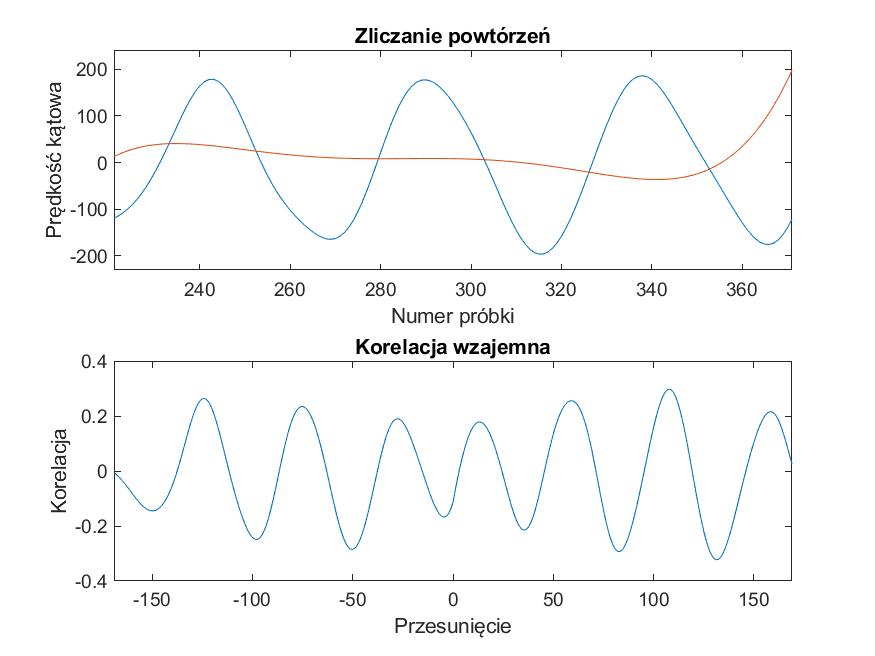 Zliczanie powtórzeń
200
100
0
-100
-200
Prędkość kątowa
240 260 280 300 320 340 360
Numer próbki
Korelacja wzajemna
0.4
0.2
0
-0.2
-0.4
Korelacja
-150 -100 -50 0 50 100 150
Przesunięcie